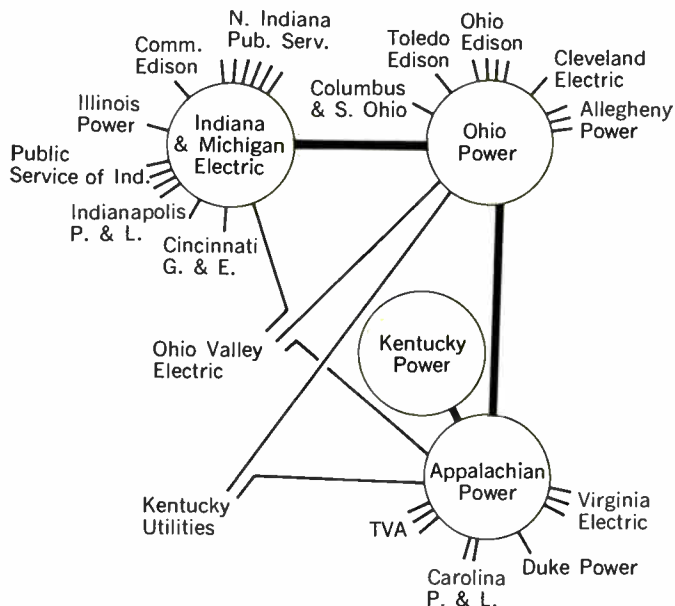 N. Indiana
Pub. Serv.
Comm.
Edison
Illinois
Power
Public
Service of Ind.
Indianapolis
P. & L.
Cincinnati
G. & E.
Indiana
& Michigan
Electric
Columbus
& S. Ohio
Toledo
Edison
Ohio
Edison
Cleveland
Electric
Allegheny
Power
Ohio
Power
Ohio Valley
Electric
Kentucky
Power
Kentucky
Utilities
Appalachian
Power
TVA
Carolina
P. & L.
Duke Power
Virginia
Electric